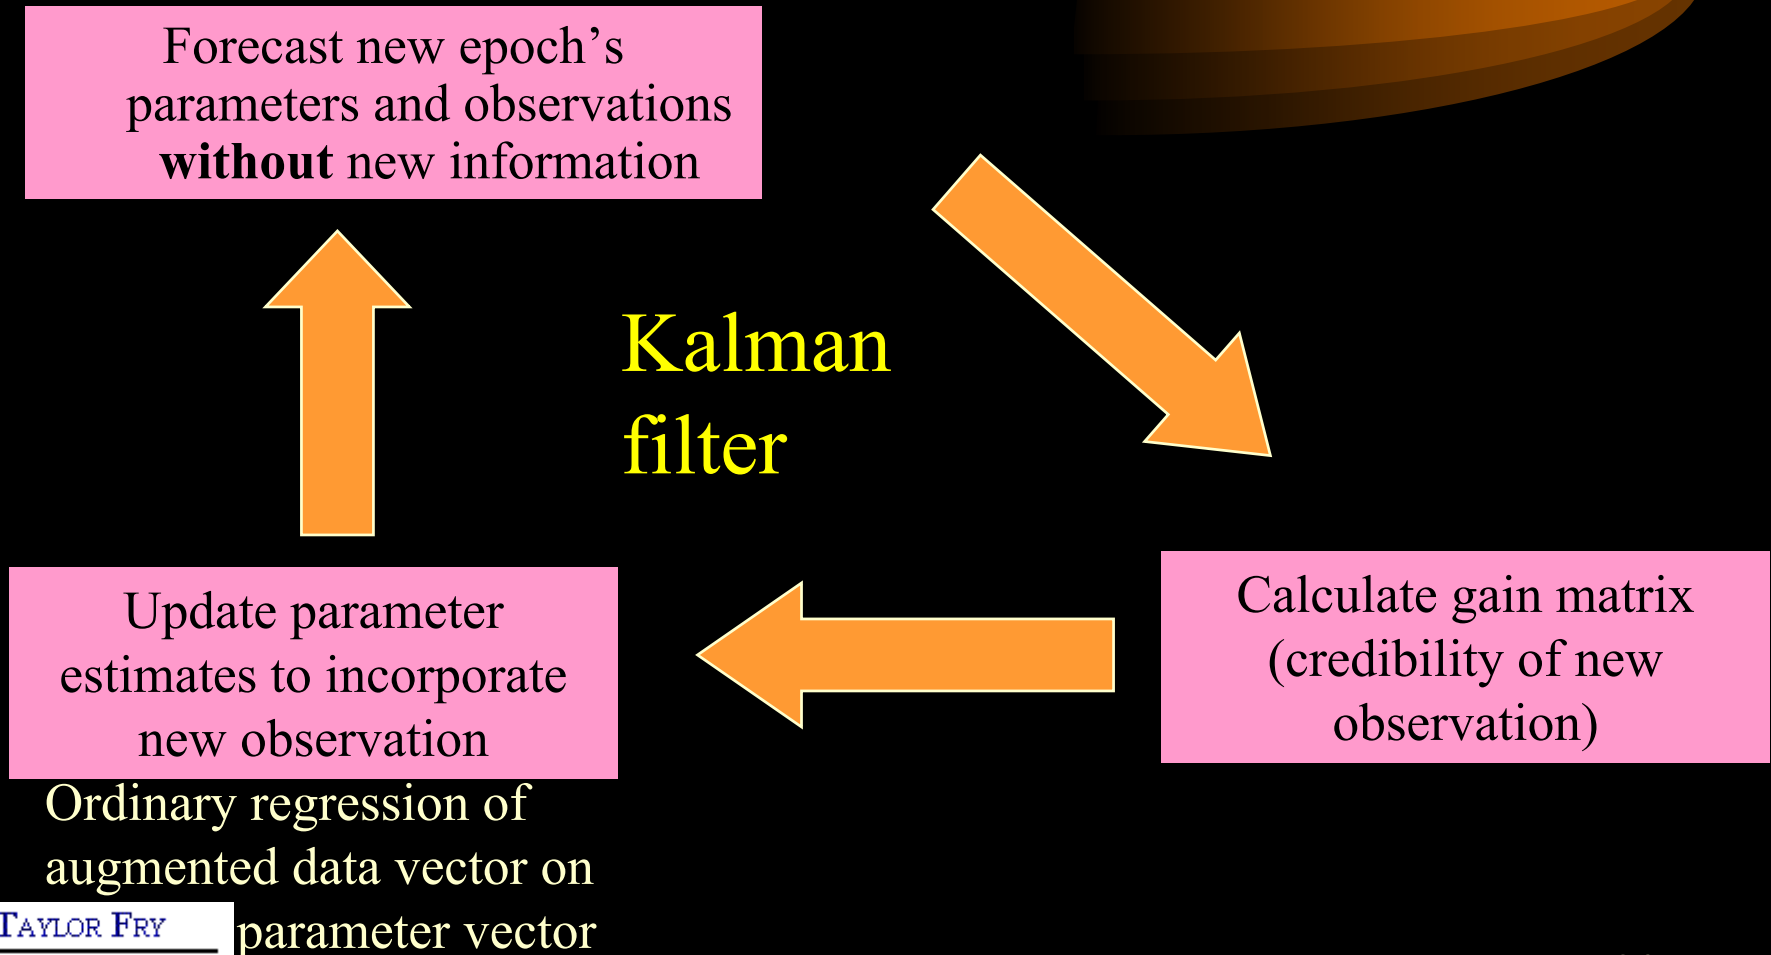 Forecast new epoch’s
parameters and observations
without new information
Kalman
filter
Update parameter
estimates to incorporate
new observation
Calculate gain matrix
(credibility of new
observation)
Ordinary regression of
augmented data vector on
parameter vector
TAYLOR FRY